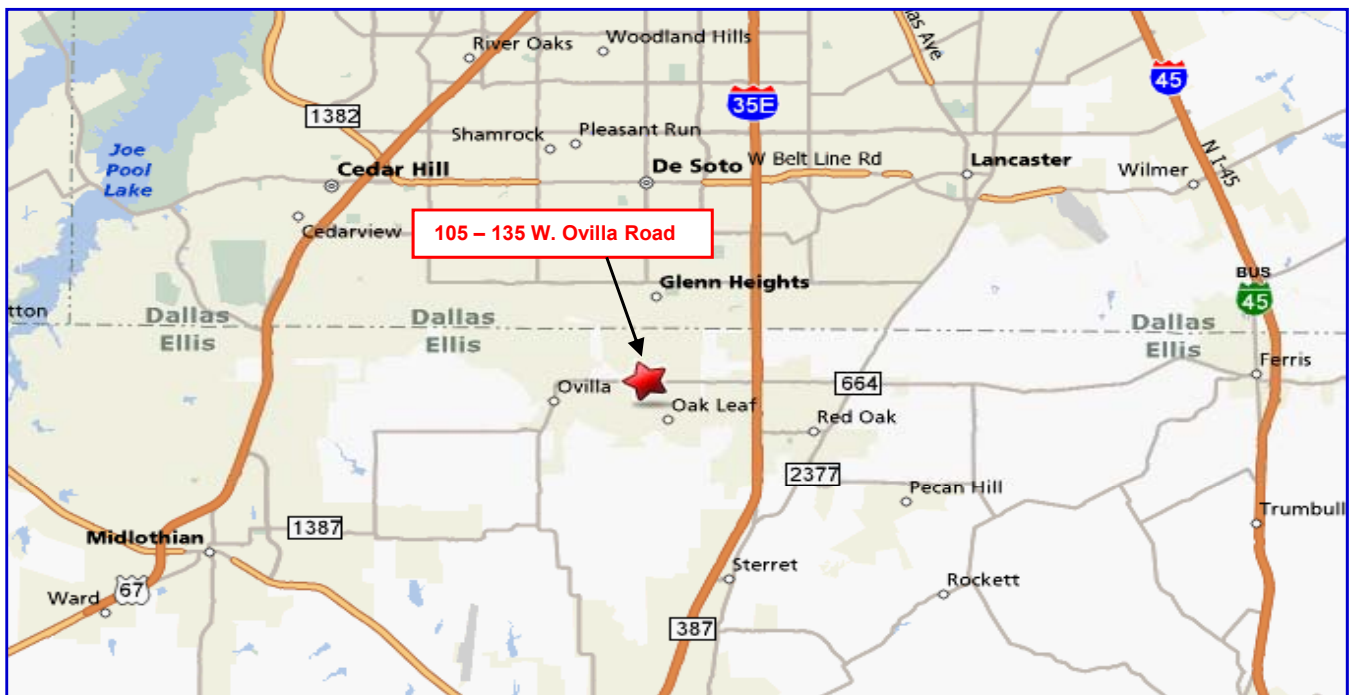 River Oaks
Woodland Hills
as Ave
45
35E
1382
N I-45
Shamrock
Pleasant Run
Joe
Pool
Lake
Cedar Hill
De Soto
W Belt Line Rd
Lancaster
Wilmer
Cedarview
105 – 135 W. Ovilla Road
Glenn Heights
BUS
45
tton
Dallas
Ellis
Dallas
Ellis
Dallas
Ellis
Ferris
Ovilla
664
Oak Leaf
Red Oak
2377
Pecan Hill
Trumbull
1387
Midlothian
67
Ward
Sterret
Rockett
387